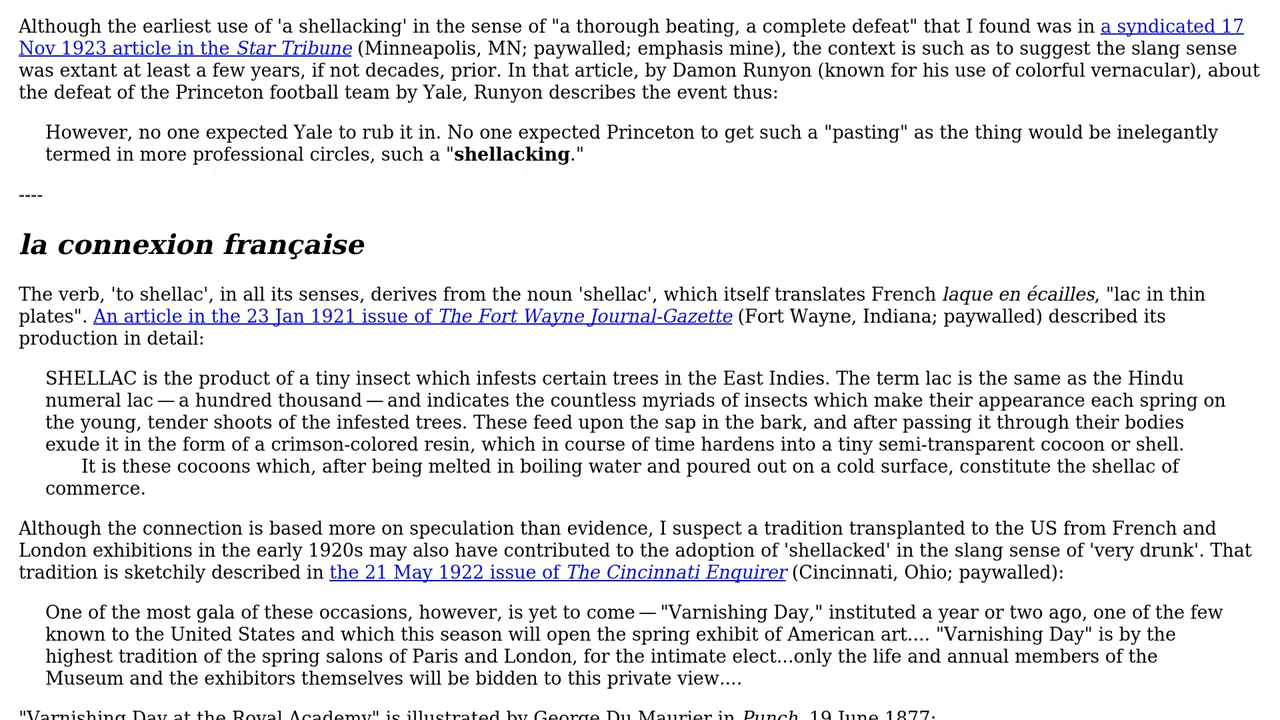 Although the earliest use of 'a shellacking' in the sense of "a thorough beating, a complete defeat" that I found was in a syndicated 17
Nov 1923 article in the Star Tribune (Minneapolis, MN; paywalled; emphasis mine), the context is such as to suggest the slang sense
was extant at least a few years, if not decades, prior. In that article, by Damon Runyon (known for his use of colorful vernacular), about
the defeat of the Princeton football team by Yale, Runyon describes the event thus:
However, no one expected Yale to rub it in. No one expected Princeton to get such a "pasting" as the thing would be inelegantly
termed in more professional circles, such a "shellacking."
----
la connexion française
The verb, 'to shellac', in all its senses, derives from the noun 'shellac', which itself translates French laque en écailles, "lac in thin
plates". An article in the 23 Jan 1921 issue of The Fort Wayne Journal-Gazette (Fort Wayne, Indiana; paywalled) described its
production in detail:
SHELLAC is the product of a tiny insect which infests certain trees in the East Indies. The term lac is the same as the Hindu
numeral lac — a hundred thousand — and indicates the countless myriads of insects which make their appearance each spring on
the young, tender shoots of the infested trees. These feed upon the sap in the bark, and after passing it through their bodies
exude it in the form of a crimson-colored resin, which in course of time hardens into a tiny semi-transparent cocoon or shell.
It is these cocoons which, after being melted in boiling water and poured out on a cold surface, constitute the shellac of
commerce.
Although the connection is based more on speculation than evidence, I suspect a tradition transplanted to the US from French and
London exhibitions in the early 1920s may also have contributed to the adoption of 'shellacked' in the slang sense of 'very drunk'. That
tradition is sketchily described in the 21 May 1922 issue of The Cincinnati Enquirer (Cincinnati, Ohio; paywalled):
One of the most gala of these occasions, however, is yet to come — "Varnishing Day," instituted a year or two ago, one of the few
known to the United States and which this season will open the spring exhibit of American art.... "Varnishing Day" is by the
highest tradition of the spring salons of Paris and London, for the intimate elect...only the life and annual members of the
Museum and the exhibitors themselves will be bidden to this private view....
"Varnishing Day at the Royal Academy" is illustrated by George Du Maurier in Punch, 19 June 1877: